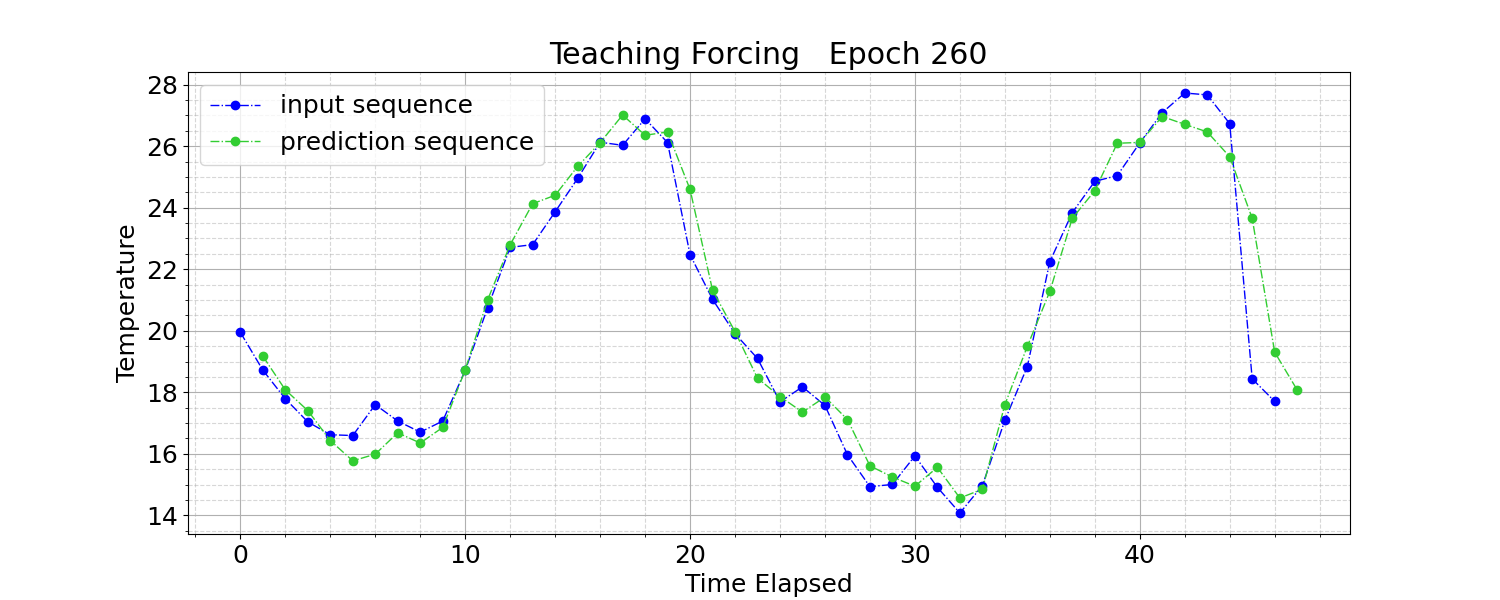 Teaching Forcing   Epoch 260
input sequence
prediction sequence
Temperature
28
26
24
22
20
18
16
14
0 10 20 30 40
Time Elapsed